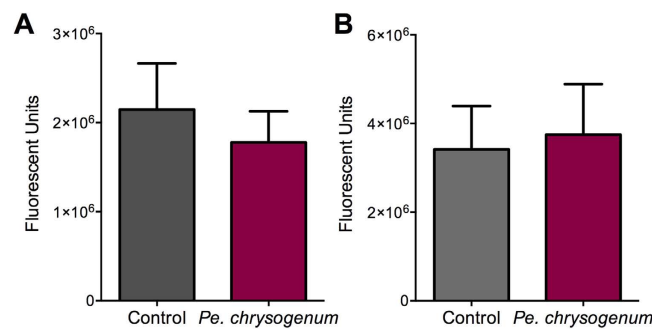 A
Fluorescent Units
3×10⁶
2×10⁶
1×10⁶
0
Control Pe. chrysogenum
B
Fluorescent Units
6×10⁶
4×10⁶
2×10⁶
0
Control Pe. chrysogenum